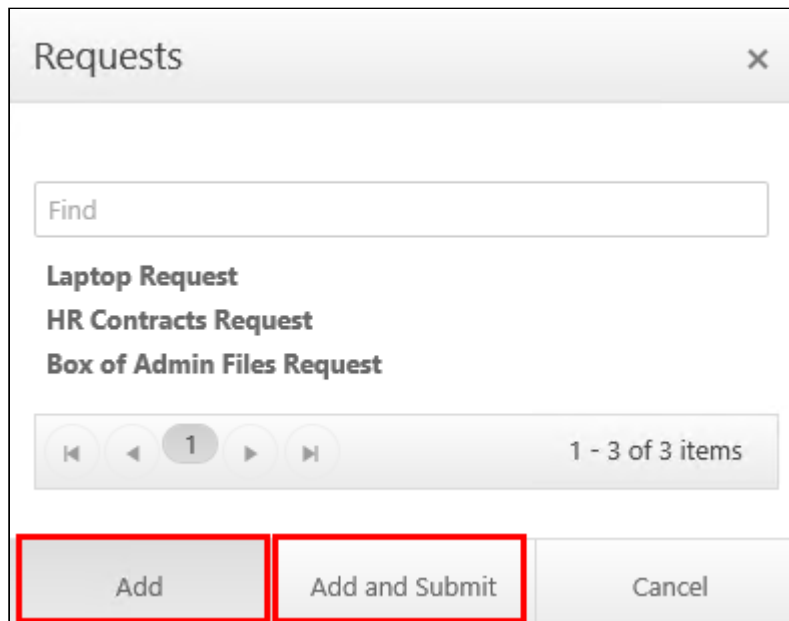 Requests
Find
Laptop Request
HR Contracts Request
Box of Admin Files Request
1 1 - 3 of 3 items
Add Add and Submit Cancel